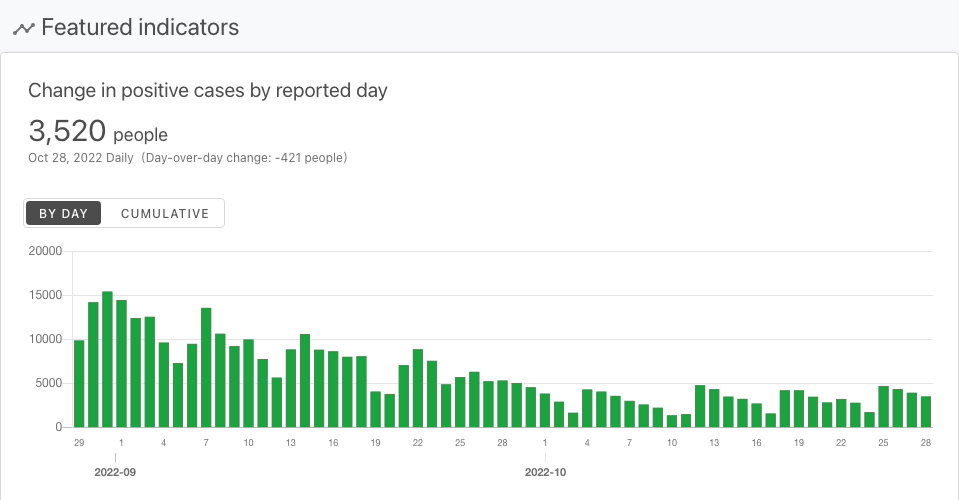 Featured indicators
Change in positive cases by reported day
3,520 people
Oct 28, 2022 Daily (Day-over-day change: -421 people)
BY DAY CUMULATIVE
20000
15000
10000
5000
0
29 1 4 7 10 13 16 19 22 25 28 1 4 7 10 13 16 19 22 25 28
2022-09 2022-10